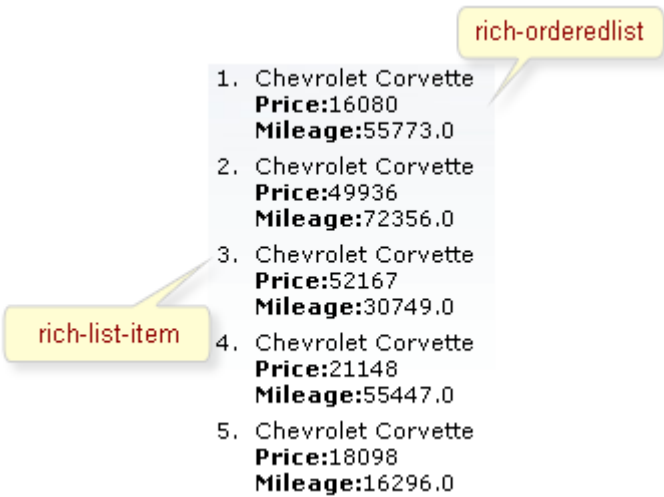 rich-orderedlist
1. Chevrolet Corvette
Price:16080
Mileage:55773.0
2. Chevrolet Corvette
Price:49936
Mileage:72356.0
3. Chevrolet Corvette
Price:52167
Mileage:30749.0
rich-list-item
4. Chevrolet Corvette
Price:21148
Mileage:55447.0
5. Chevrolet Corvette
Price:18098
Mileage:16296.0